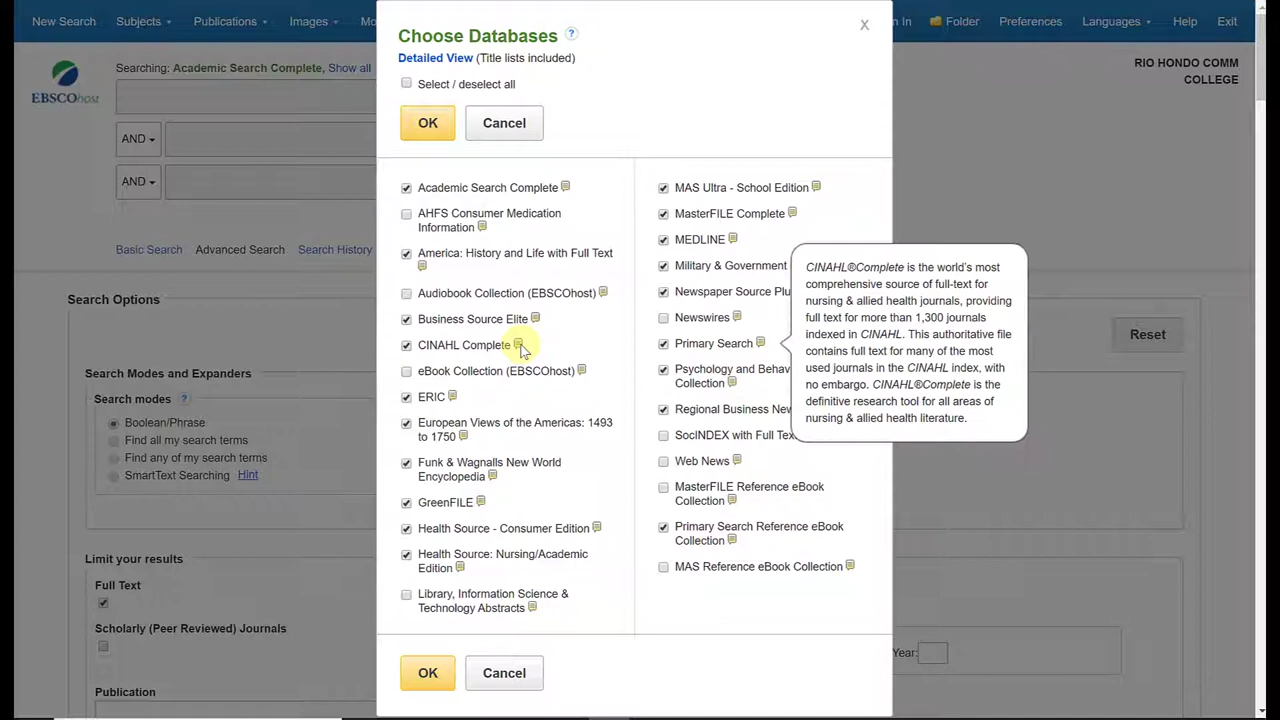 New Search
Subjects
Publications
Images
n In
Folder
Preferences
Languages
Help
Exit
EBSCOhost
Searching: Academic Search Complete, Show all
RIO HONDO COMM
COLLEGE
AND
AND
Basic Search
Advanced Search
Search History
Search Options
Reset
Search Modes and Expanders
Search modes ?
Boolean/Phrase
Find all my search terms
Find any of my search terms
SmartText Searching Hint
Limit your results
Full Text
Scholarly (Peer Reviewed) Journals
Publication
Year:
Choose Databases ?
X
Detailed View (Title lists included)
Select / deselect all
OK
Cancel
Academic Search Complete
AHFS Consumer Medication
Information
America: History and Life with Full Text
Audiobook Collection (EBSCOhost)
Business Source Elite
CINAHL Complete
eBook Collection (EBSCOhost)
ERIC
European Views of the Americas: 1493
to 1750
Funk & Wagnalls New World
Encyclopedia
GreenFILE
Health Source - Consumer Edition
Health Source: Nursing/Academic
Edition
Library, Information Science &
Technology Abstracts
MAS Ultra - School Edition
MasterFILE Complete
MEDLINE
Military & Government
Newspaper Source Plu
Newswires
Primary Search
Psychology and Behav
Collection
Regional Business New
SocINDEX with Full Tex
Web News
MasterFILE Reference eBook
Collection
Primary Search Reference eBook
Collection
MAS Reference eBook Collection
CINAHL®Complete is the world's most
comprehensive source of full-text for
nursing & allied health journals, providing
full text for more than 1,300 journals
indexed in CINAHL. This authoritative file
contains full text for many of the most
used journals in the CINAHL index, with
no embargo. CINAHL®Complete is the
definitive research tool for all areas of
nursing & allied health literature.
OK
Cancel